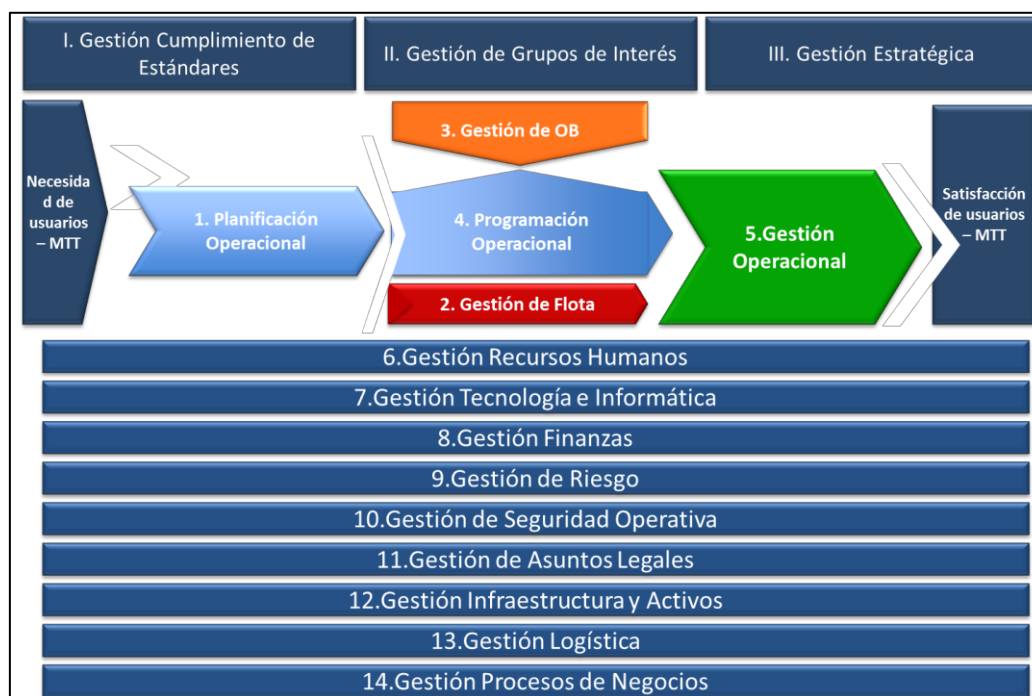 I. Gestión Cumplimiento de
Estándares
II. Gestión de Grupos de Interés
III. Gestión Estratégica
Necesida
d de
usuarios
– MTT
1. Planificación
Operacional
3. Gestión de OB
4. Programación
Operacional
2. Gestión de Flota
5.Gestión
Operacional
Satisfacción
de usuarios
– MTT
6.Gestión Recursos Humanos
7.Gestión Tecnología e Informática
8.Gestión Finanzas
9.Gestión de Riesgo
10.Gestión de Seguridad Operativa
11.Gestión de Asuntos Legales
12.Gestión Infraestructura y Activos
13.Gestión Logística
14.Gestión Procesos de Negocios